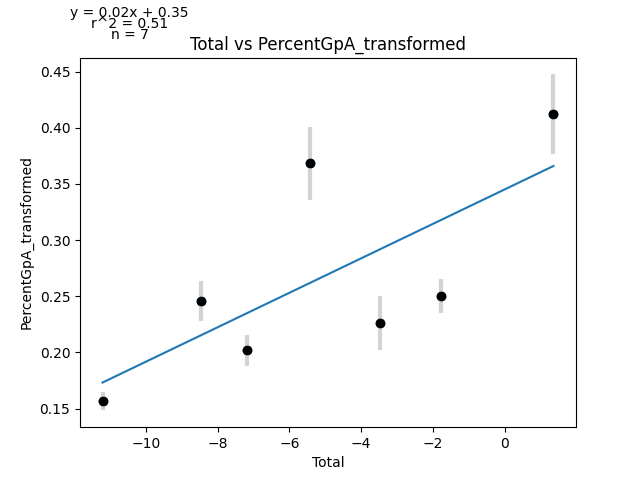 y = 0.02x + 0.35
r^2 = 0.51
n = 7
Total vs PercentGpA_transformed
PercentGpA_transformed
0.45
0.40
0.35
0.30
0.25
0.20
0.15
−10
−8
−6
−4
−2
0
Total